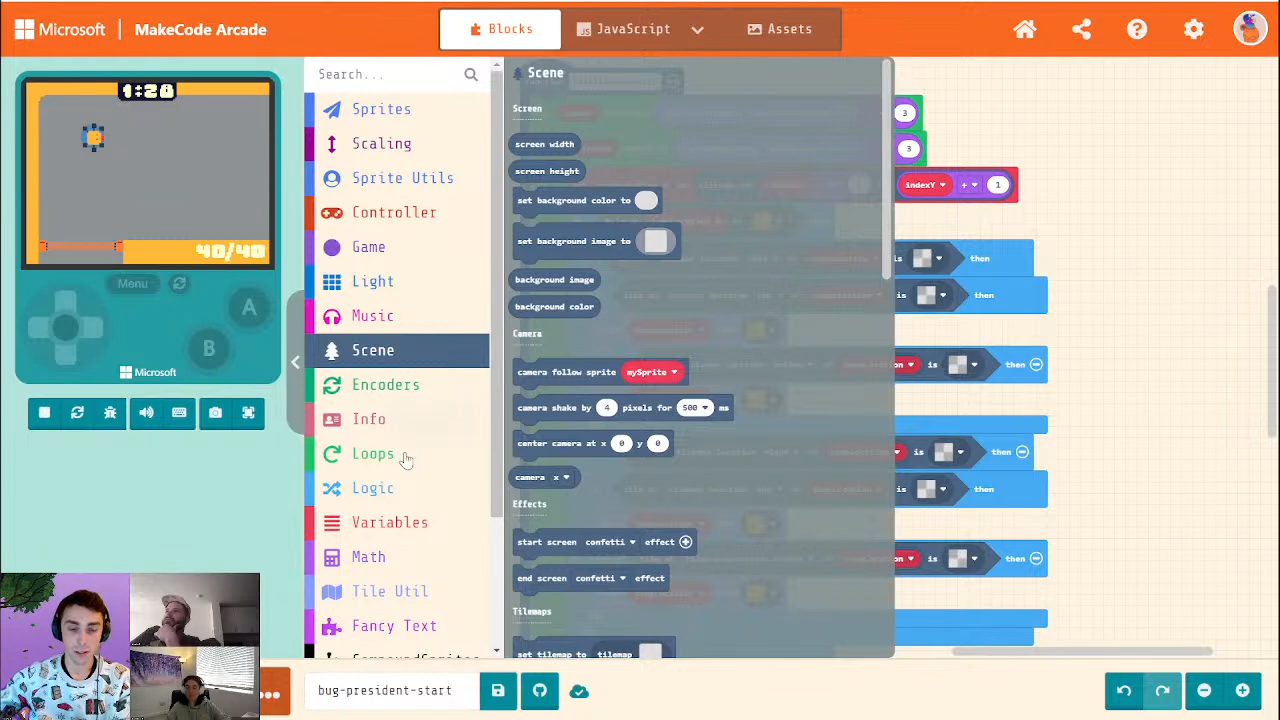 Microsoft
MakeCode Arcade
Blocks
JavaScript
Assets
1:20
40/40
Menu
A
B
Microsoft
Search...
Sprites
Scaling
Sprite Utils
Controller
Game
Light
Music
Scene
Encoders
Info
Loops
Logic
Variables
Math
Tile Util
Fancy Text
CompoundSprites
Scene
Screen
screen width
screen height
set background color to
set background image to
background image
background color
Camera
camera follow sprite mySprite
camera shake by 4 pixels for 500 ms
center camera at x 0 y 0
camera x
Effects
start screen confetti effect
end screen confetti effect
Tilemaps
set tilemap to tilemap
3
3
indexY + 1
is then
is then
is then
is then
is then
is then
bug-president-start